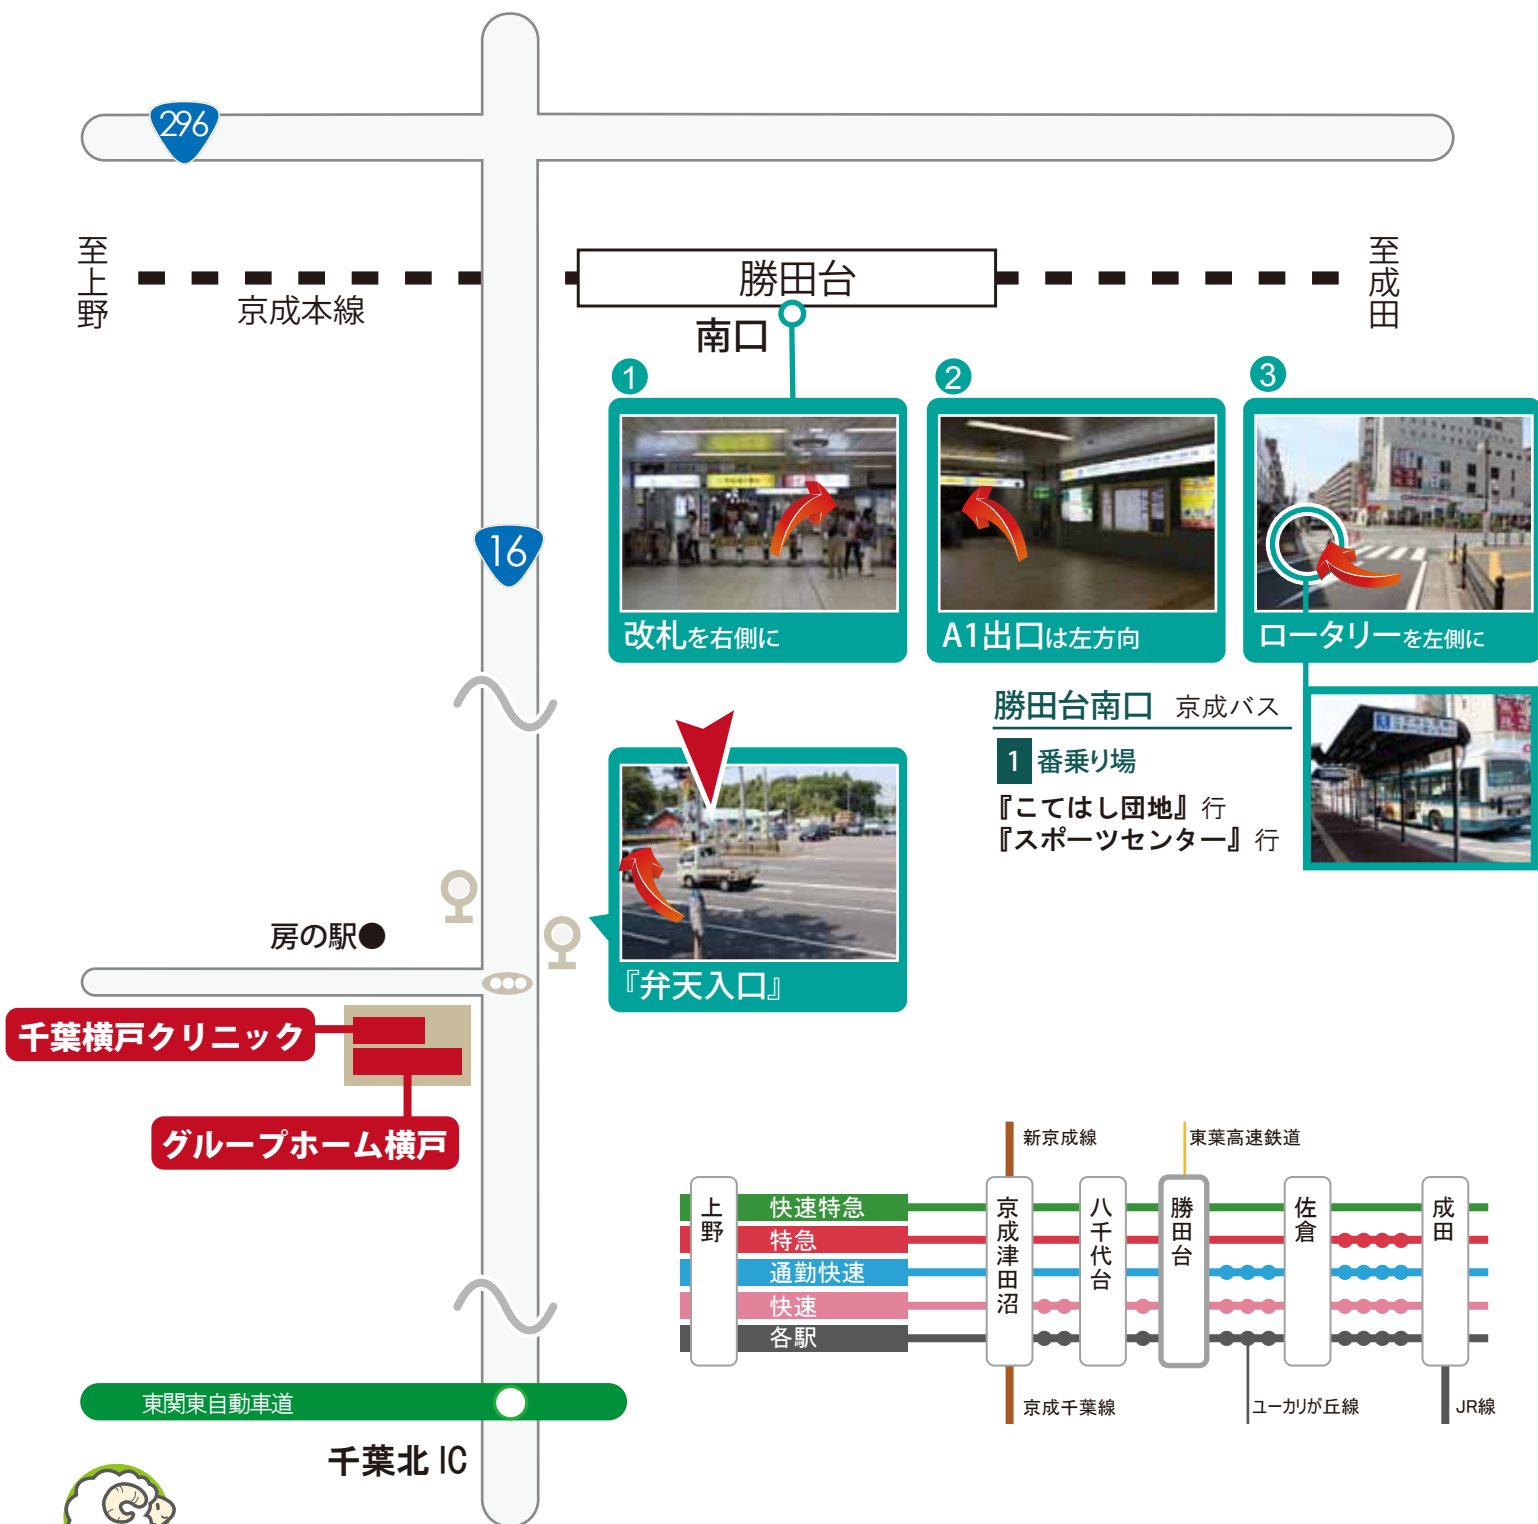 296
至上野
京成本線
勝田台
至成田
南口
1
2
3
改札を右側に
A1出口は左方向
ロータリーを左側に
16
勝田台南口 京成バス
1 番乗り場
『こてはし団地』行
『スポーツセンター』行
房の駅
『弁天入口』
千葉横戸クリニック
グループホーム横戸
新京成線
東葉高速鉄道
上野
快速特急
特急
通勤快速
快速
各駅
京成津田沼
八千代台
勝田台
佐倉
成田
京成千葉線
ユーカリが丘線
JR線
東関東自動車道
千葉北 IC